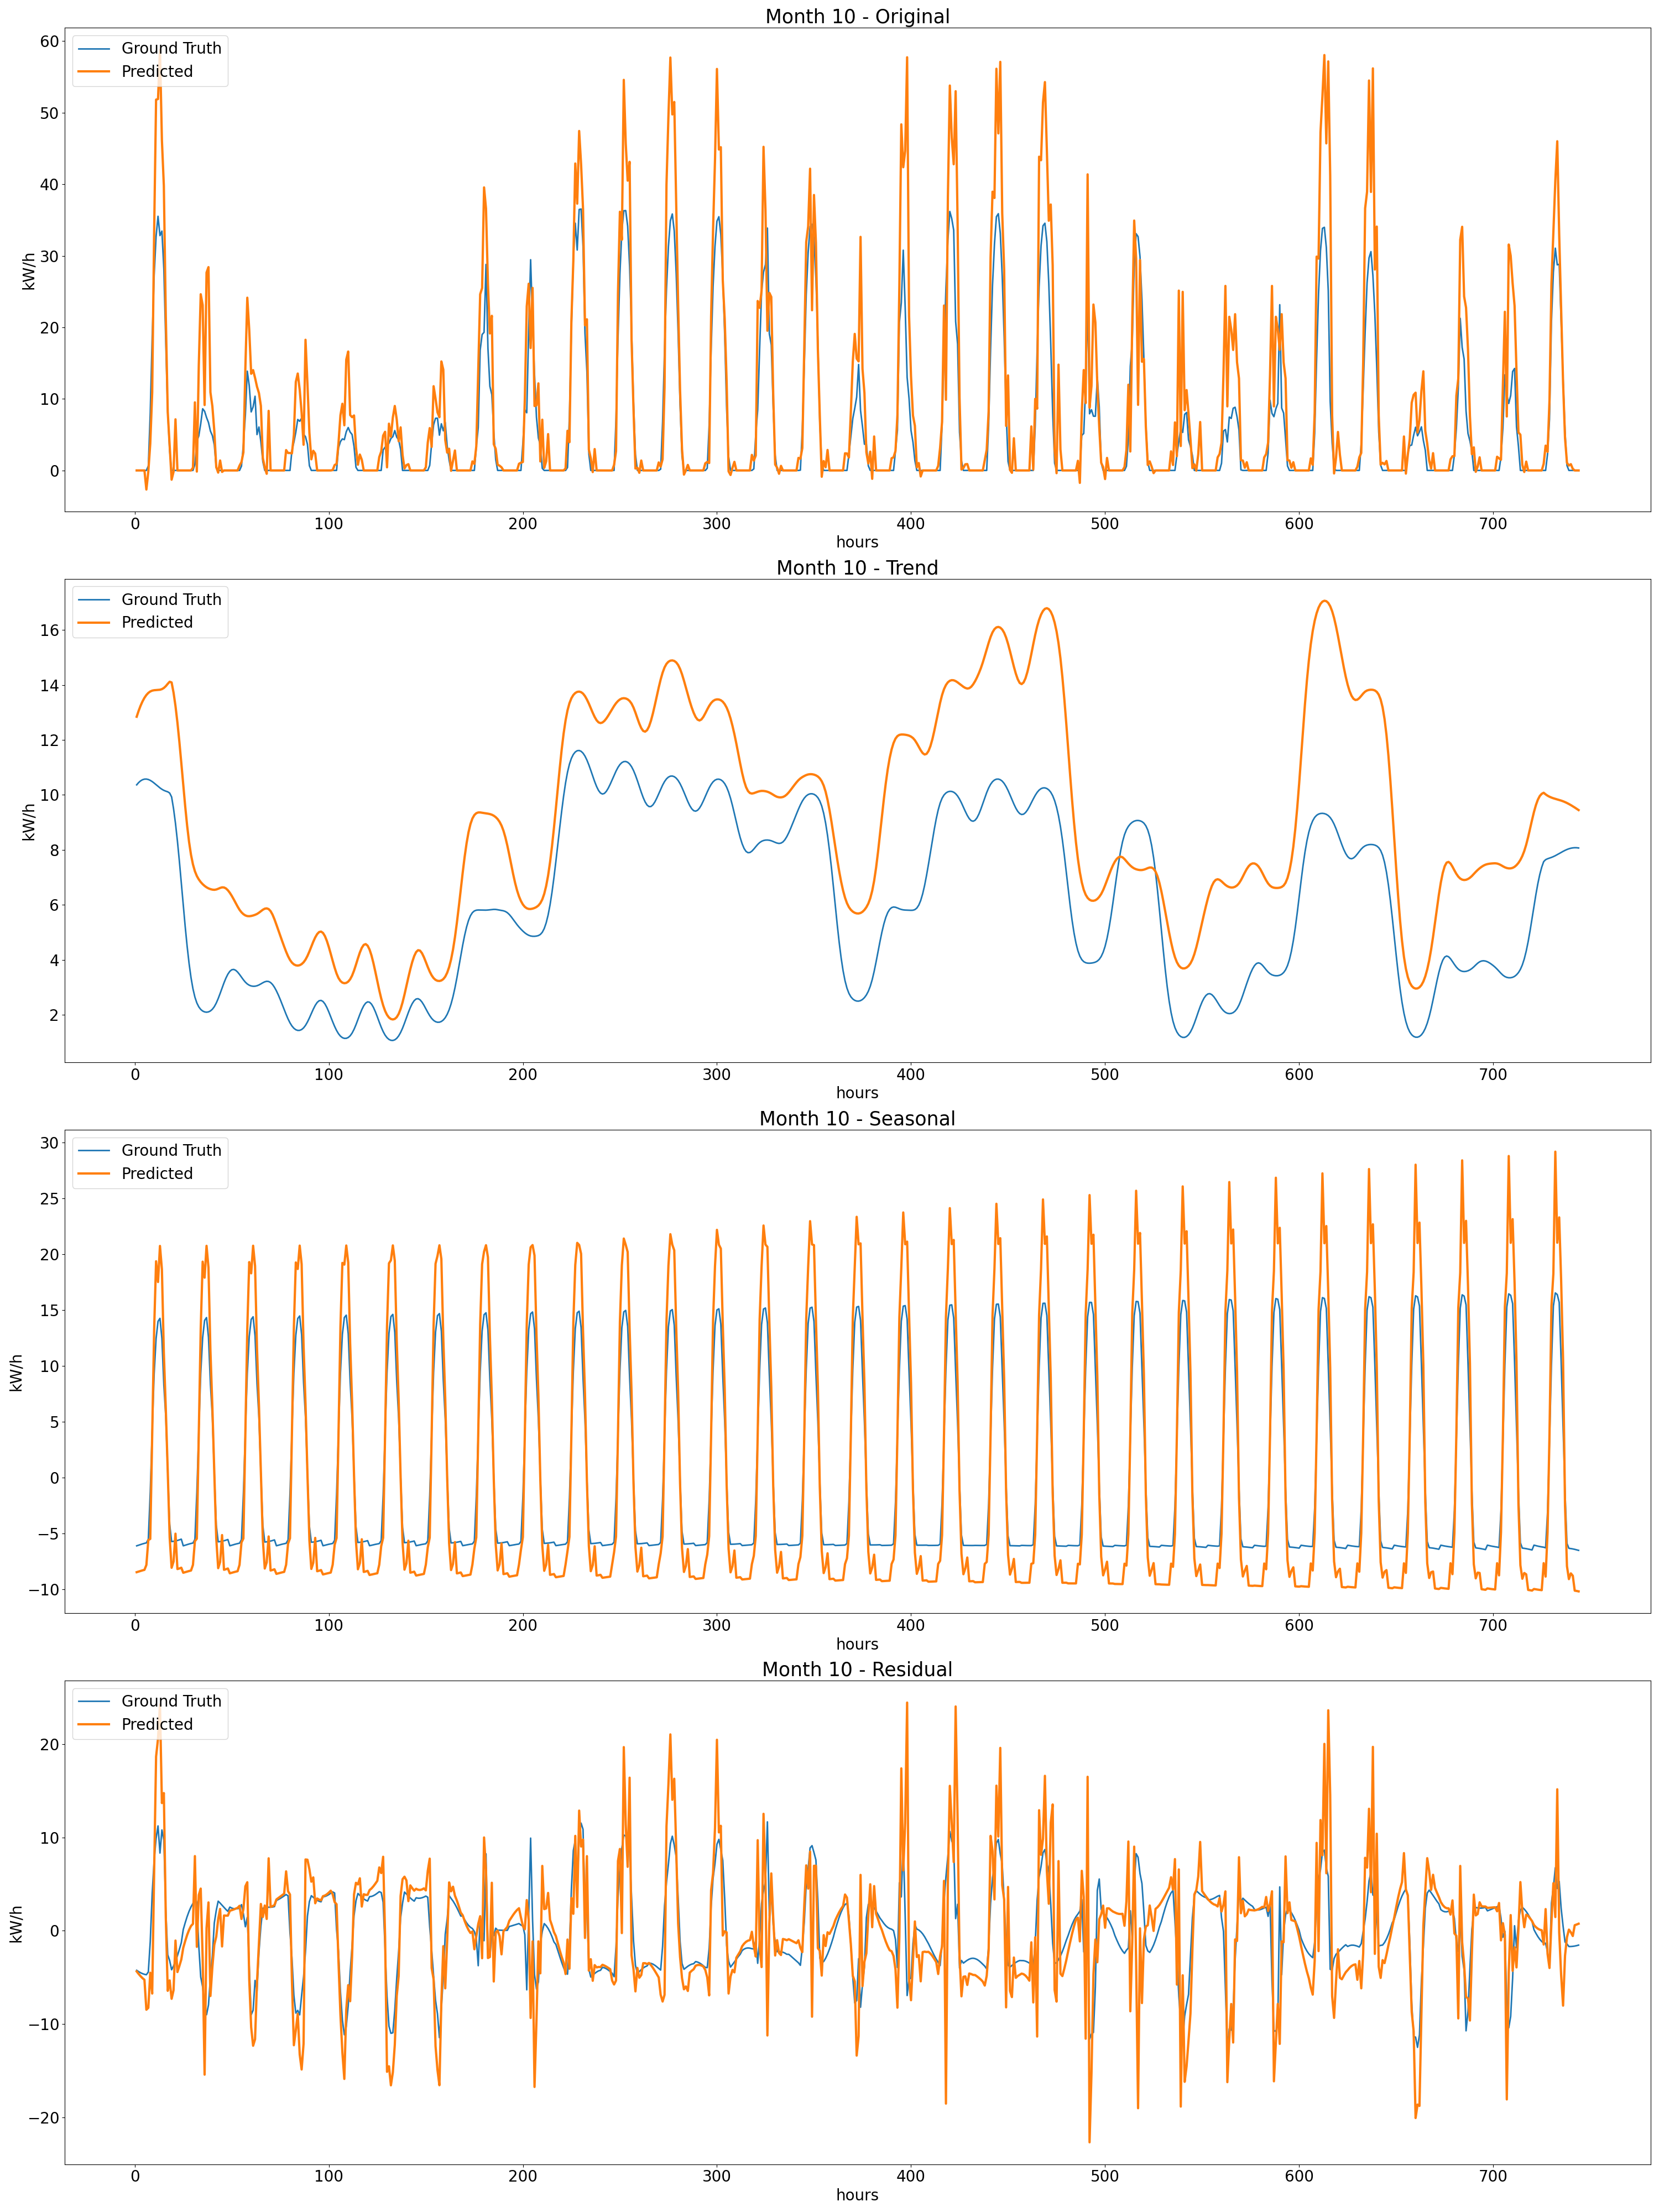 Month 10 - Original
Ground Truth
Predicted
60
50
40
30
20
10
0
kW/h
0 100 200 300 400 500 600 700
hours
Month 10 - Trend
Ground Truth
Predicted
16
14
12
10
8
6
4
2
kW/h
0 100 200 300 400 500 600 700
hours
Month 10 - Seasonal
Ground Truth
Predicted
30
25
20
15
10
5
0
−5
−10
kW/h
0 100 200 300 400 500 600 700
hours
Month 10 - Residual
Ground Truth
Predicted
20
10
0
−10
−20
kW/h
0 100 200 300 400 500 600 700
hours